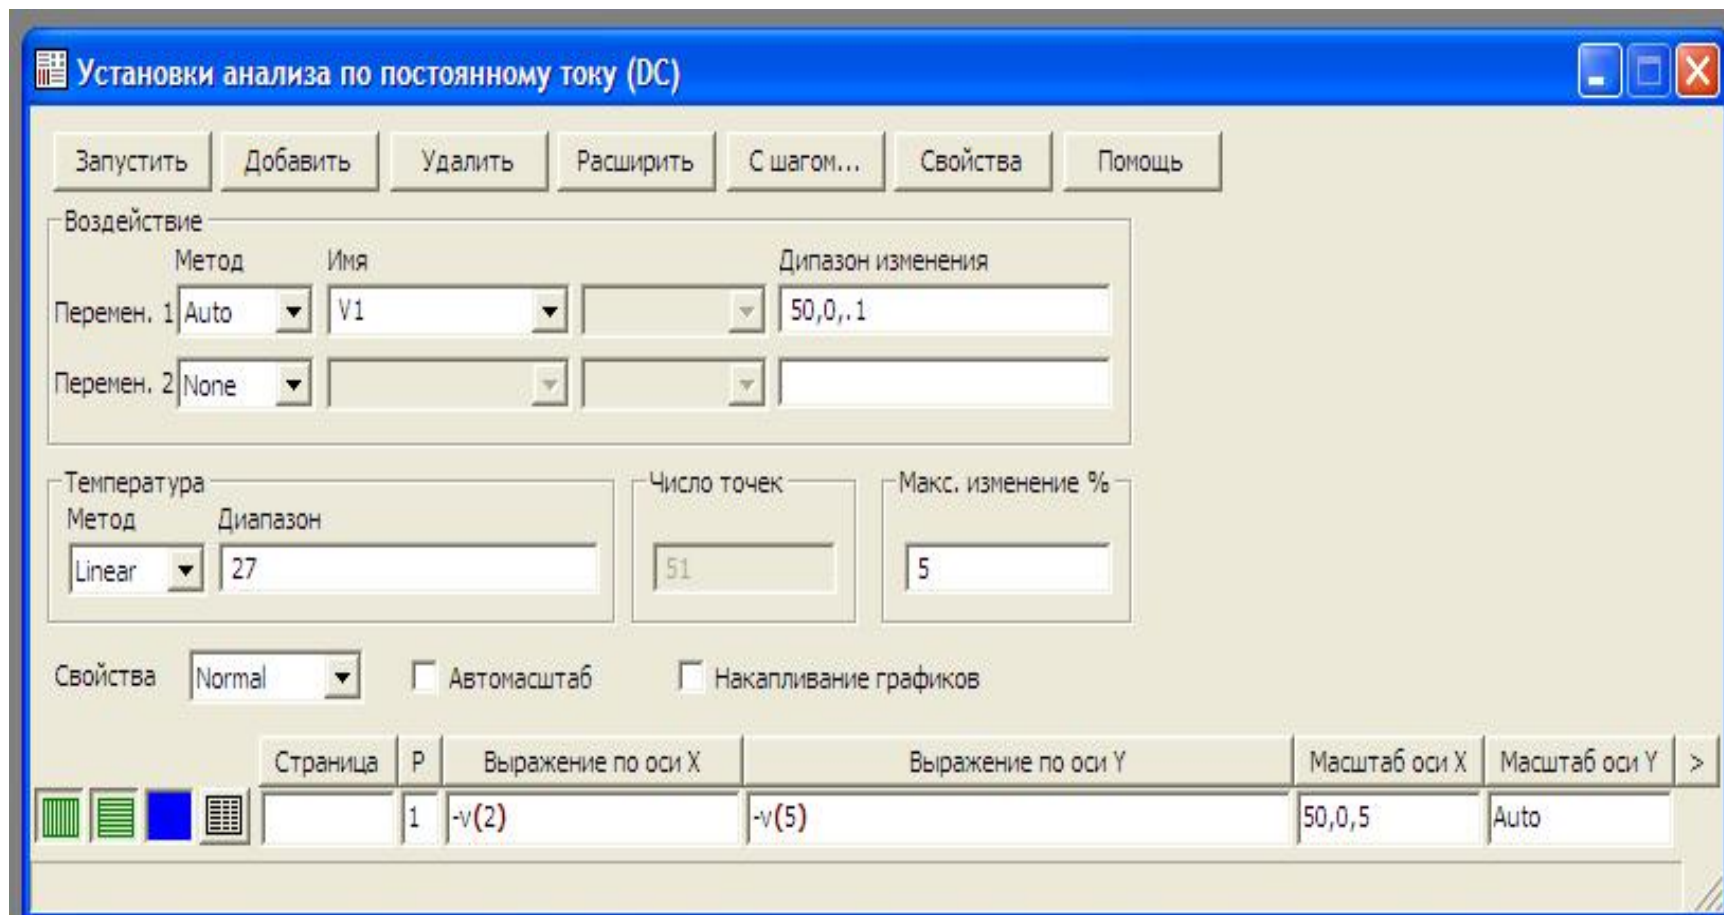 Установки анализа по постоянному току (DC)
Запустить Добавить Удалить Расширить С шагом... Свойства Помощь
Воздействие
Метод Имя Дипазон изменения
Перемен. 1 Auto V1 50,0,.1
Перемен. 2 None
Температура Число точек Макс. изменение %
Метод Диапазон
Linear 27 51 5
Свойства Normal Автомасштаб Накапливание графиков
Страница P Выражение по оси X Выражение по оси Y Масштаб оси X Масштаб оси Y >
1 -v(2) -v(5) 50,0,5 Auto